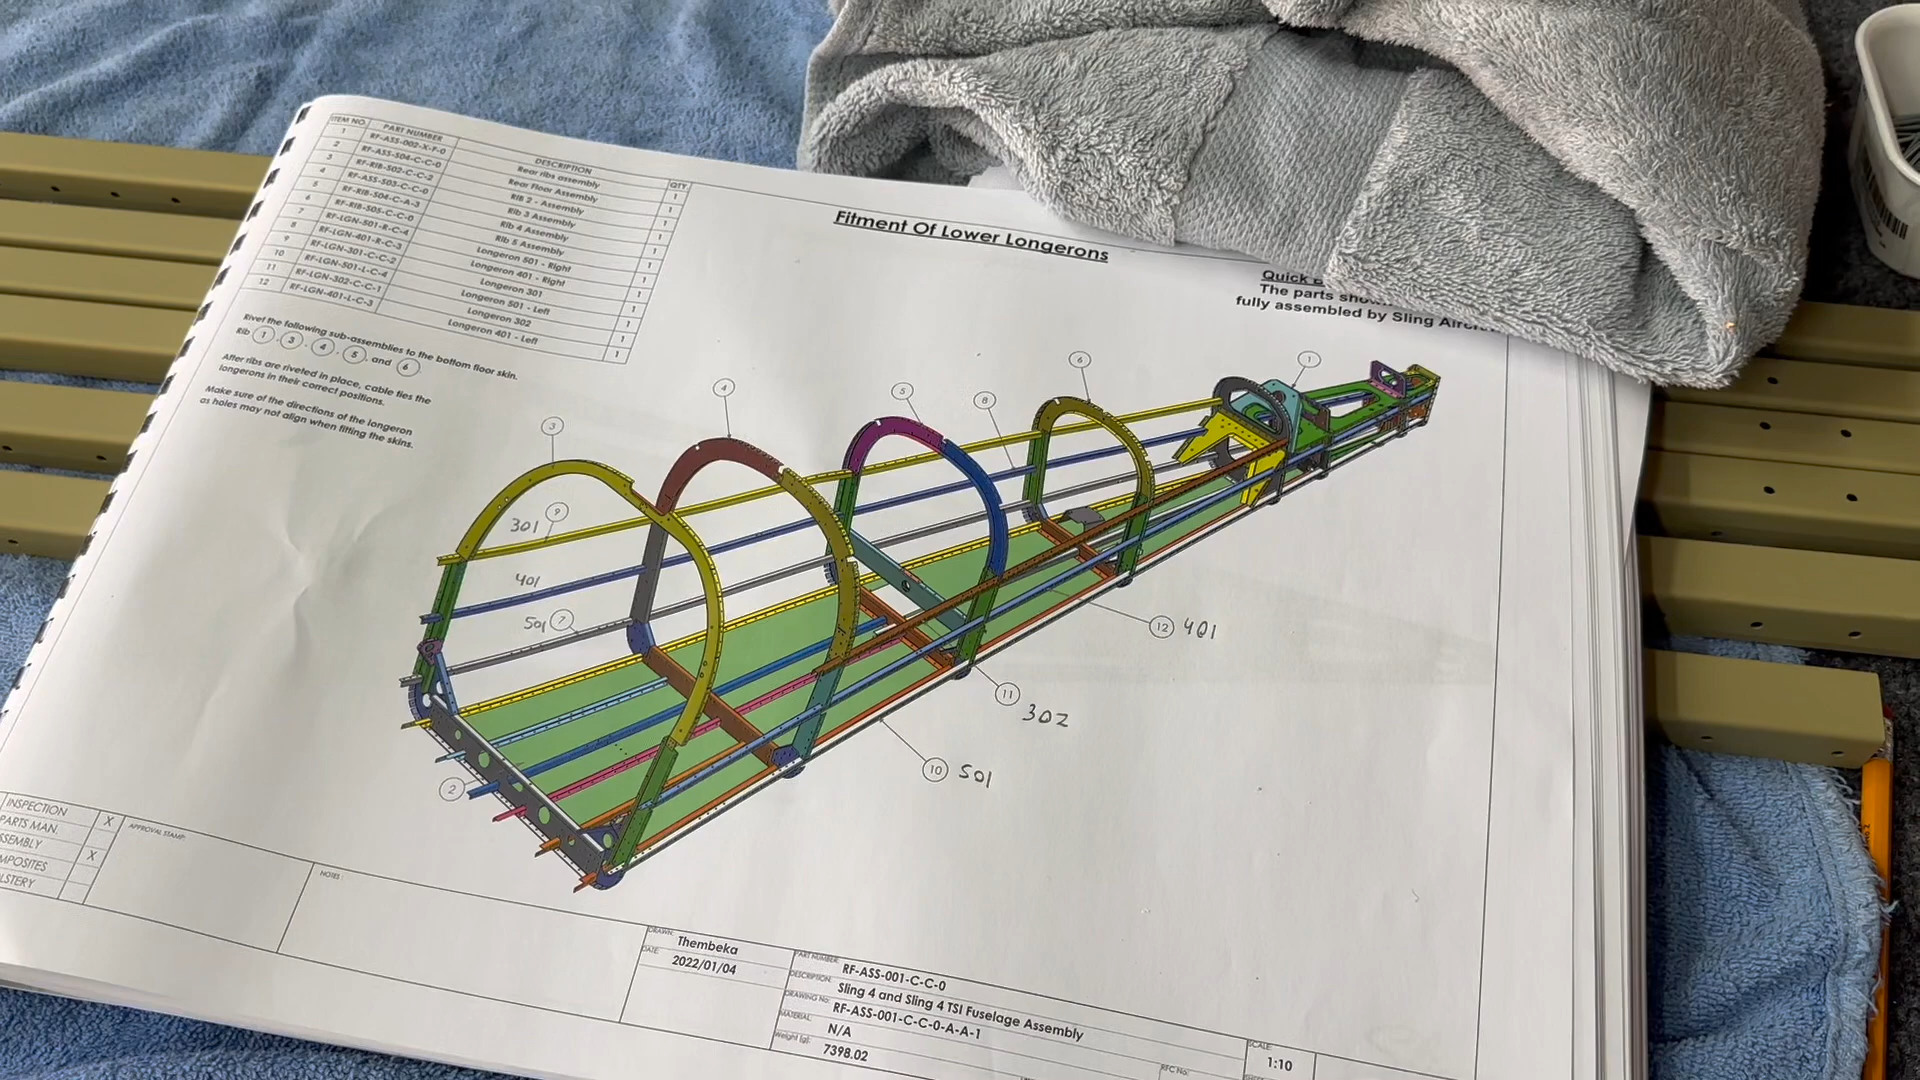 ITEM NO. PART NUMBER DESCRIPTION QTY
1 RF-ASS-002-X-F-0 Rear ribs assembly 1
2 RF-ASS-504-C-C-0 Rear Floor Assembly 1
3 RF-RIB-502-C-C-2 RIB 2 - Assembly 1
4 RF-ASS-503-C-C-0 Rib 3 Assembly 1
5 RF-RIB-504-C-A-3 Rib 4 Assembly 1
6 RF-RIB-505-C-C-0 Rib 5 Assembly 1
7 RF-LGN-501-R-C-4 Longeron 501 - Right 1
8 RF-LGN-401-R-C-3 Longeron 401 - Right 1
9 RF-LGN-301-C-C-2 Longeron 301 1
10 RF-LGN-501-L-C-4 Longeron 501 - Left 1
11 RF-LGN-302-C-C-1 Longeron 302 1
12 RF-LGN-401-L-C-3 Longeron 401 - Left 1
Fitment Of Lower Longerons
Quick
The parts
fully assembled by Sling
Rivet the following sub-assemblies to the bottom floor skin.
Rib 1, 3, 4, 5, and 6
After ribs are riveted in place, cable ties the
longerons in their correct positions.
Make sure of the directions of the longeron
as holes may not align when fitting the skins.
1
6
4
5
8
3
301 9
401
501 7
12 401
11 302
10 501
2
INSPECTION X
PARTS MAN.
SSEMBLY X
MPOSITES
LSTERY
APPROVAL STAMP:
NOTES :
DRAWN: Thembeka
DATE: 2022/01/04
PART NUMBER: RF-ASS-001-C-C-0
DESCRIPTION: Sling 4 and Sling 4 TSI Fuselage Assembly
DRAWING No: RF-ASS-001-C-C-0-A-A-1
MATERIAL: N/A
Weight (g): 7398.02
SCALE: 1:10
RFC No: